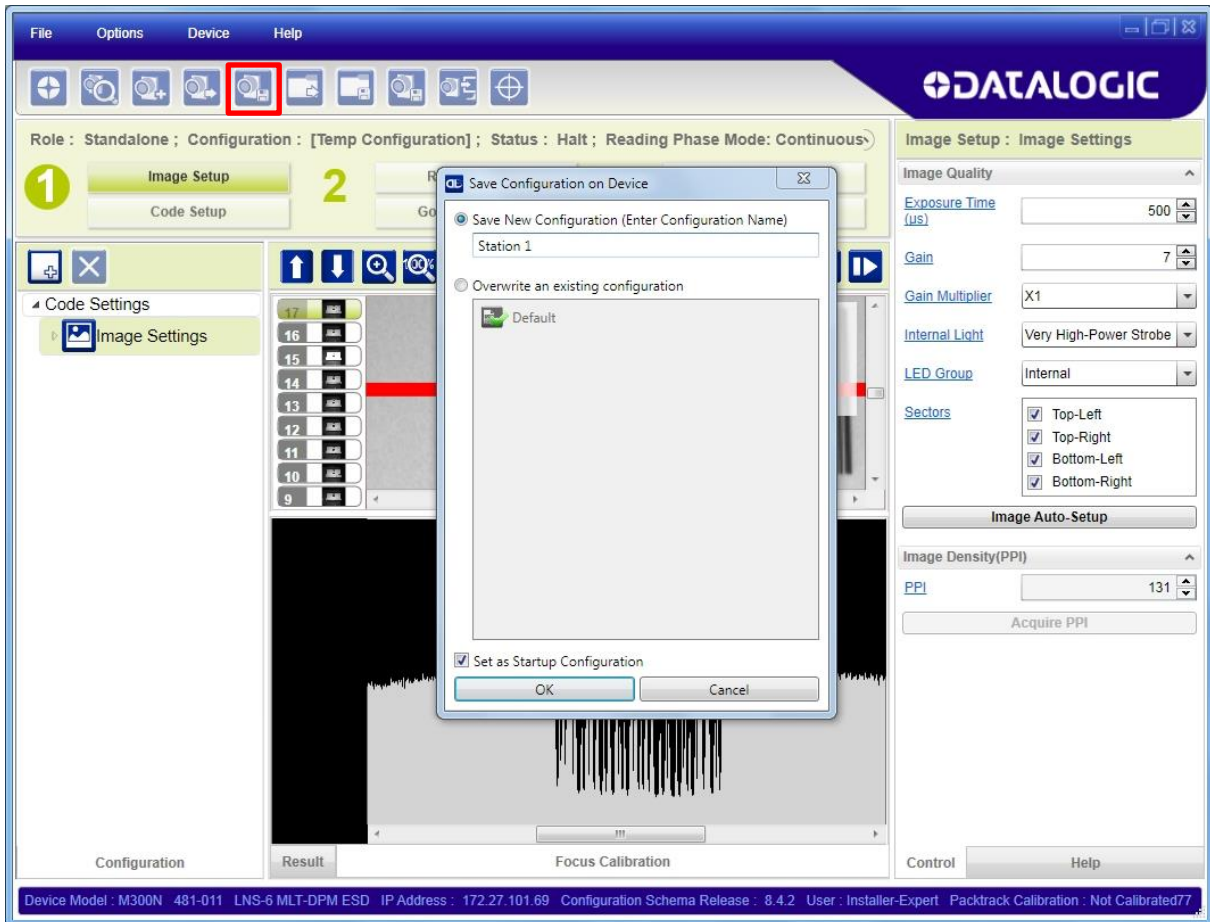 File Options Device Help
DATALOGIC
Role : Standalone ; Configuration : [Temp Configuration] ; Status : Halt ; Reading Phase Mode: Continuous
Image Setup : Image Settings
1
Image Setup
Code Setup
2
R
Go
Save Configuration on Device
Save New Configuration (Enter Configuration Name)
Station 1
Overwrite an existing configuration
Default
Set as Startup Configuration
OK Cancel
Image Quality
Exposure Time
(µs)
500
Gain 7
Gain Multiplier X1
Internal Light Very High-Power Strobe
LED Group Internal
Sectors Top-Left
Top-Right
Bottom-Left
Bottom-Right
Image Auto-Setup
Image Density(PPI)
PPI 131
Acquire PPI
Code Settings
Image Settings
100%
17
16
15
14
13
12
11
10
9
Configuration
Result
Focus Calibration
Control Help
Device Model : M300N 481-011 LNS-6 MLT-DPM ESD IP Address : 172.27.101.69 Configuration Schema Release : 8.4.2 User : Installer-Expert Packtrack Calibration : Not Calibrated77